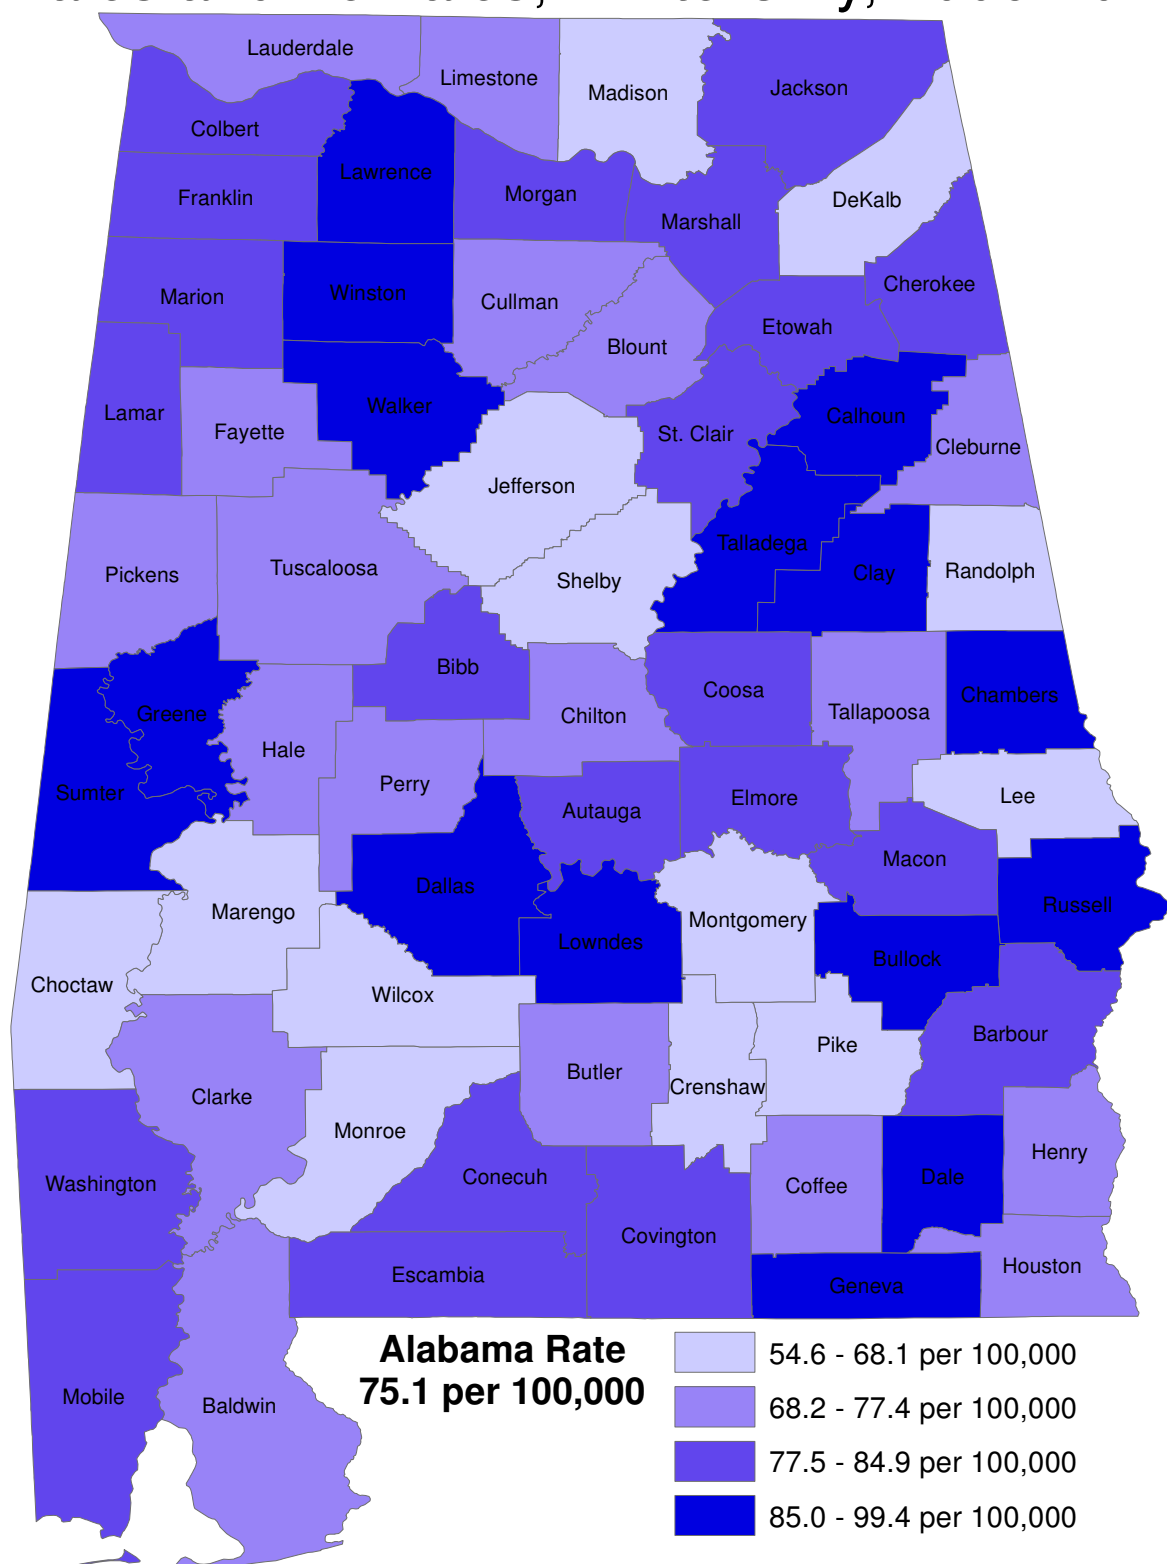 Lauderdale
Limestone
Madison
Jackson
Colbert
Lawrence
Franklin
Morgan
DeKalb
Marshall
Cherokee
Marion
Winston
Cullman
Etowah
Blount
Lamar
Walker
Fayette
St. Clair
Calhoun
Cleburne
Jefferson
Talladega
Pickens
Tuscaloosa
Shelby
Clay
Randolph
Bibb
Coosa
Chambers
Greene
Chilton
Tallapoosa
Hale
Sumter
Perry
Autauga
Elmore
Lee
Macon
Dallas
Marengo
Montgomery
Russell
Lowndes
Bullock
Choctaw
Wilcox
Barbour
Pike
Butler
Crenshaw
Clarke
Monroe
Henry
Washington
Conecuh
Coffee
Dale
Covington
Escambia
Houston
Geneva
Mobile
Baldwin
Alabama Rate
75.1 per 100,000
54.6 - 68.1 per 100,000
68.2 - 77.4 per 100,000
77.5 - 84.9 per 100,000
85.0 - 99.4 per 100,000